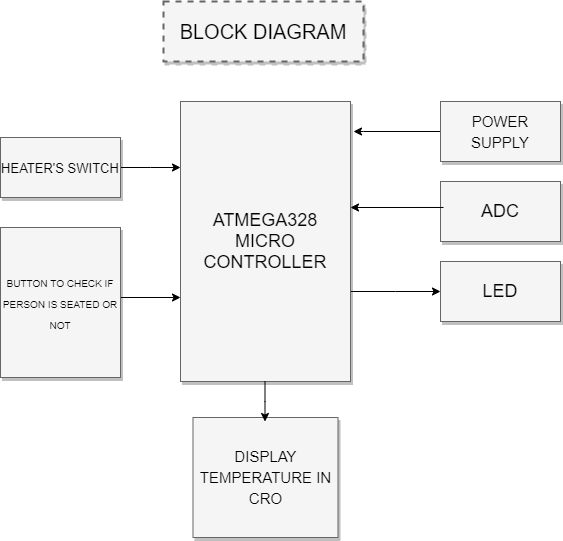 BLOCK DIAGRAM
HEATER'S SWITCH
BUTTON TO CHECK IF
PERSON IS SEATED OR
NOT
ATMEGA328
MICRO
CONTROLLER
POWER
SUPPLY
ADC
LED
DISPLAY
TEMPERATURE IN
CRO